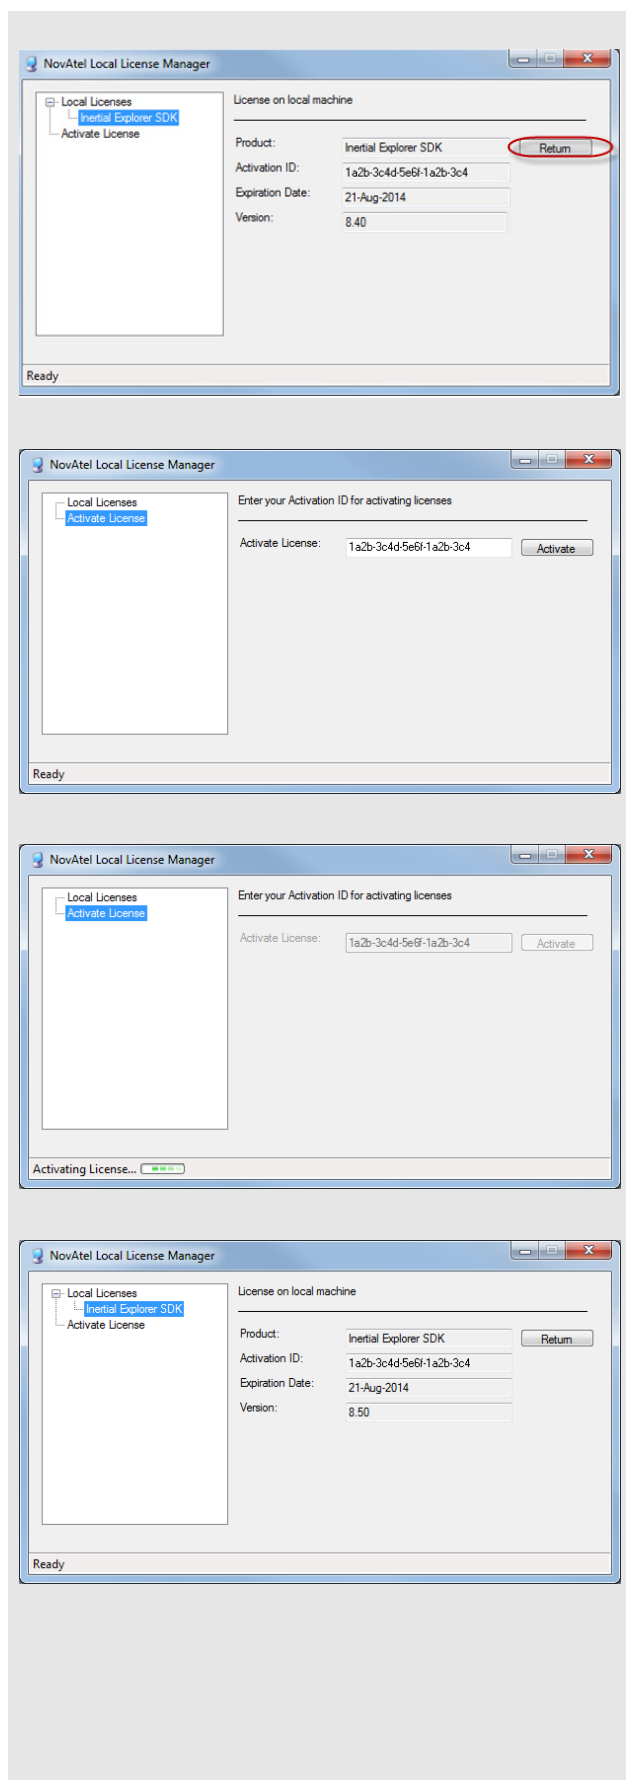 NovAtel Local License Manager
Local Licenses
Inertial Explorer SDK
Activate License
License on local machine
Product: Inertial Explorer SDK Return
Activation ID: 1a2b-3c4d-5e6f-1a2b-3c4
Expiration Date: 21-Aug-2014
Version: 8.40
Ready
NovAtel Local License Manager
Local Licenses
Activate License
Enter your Activation ID for activating licenses
Activate License: 1a2b-3c4d-5e6f-1a2b-3c4 Activate
Ready
NovAtel Local License Manager
Local Licenses
Activate License
Enter your Activation ID for activating licenses
Activate License: 1a2b-3c4d-5e6f-1a2b-3c4 Activate
Activating License...
NovAtel Local License Manager
Local Licenses
Inertial Explorer SDK
Activate License
License on local machine
Product: Inertial Explorer SDK Return
Activation ID: 1a2b-3c4d-5e6f-1a2b-3c4
Expiration Date: 21-Aug-2014
Version: 8.50
Ready